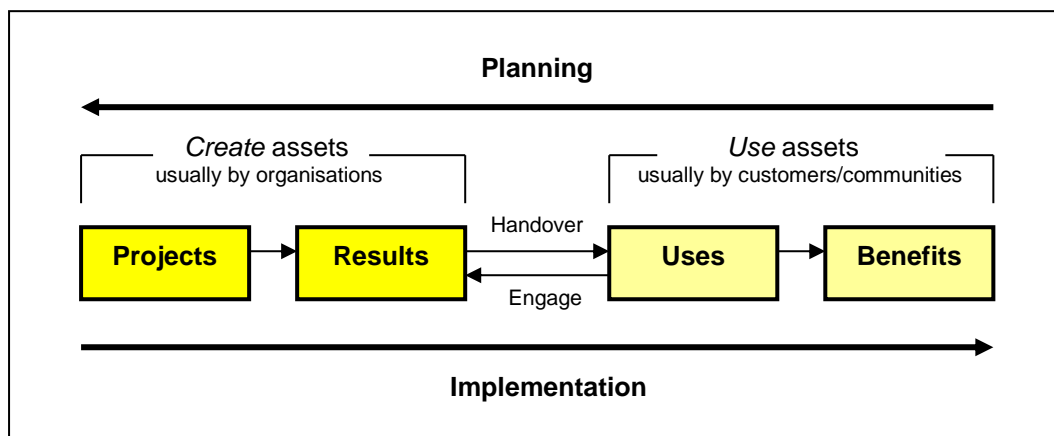 Planning
Create assets
usually by organisations
Use assets
usually by customers/communities
Handover
Projects
Results
Uses
Benefits
Engage
Implementation